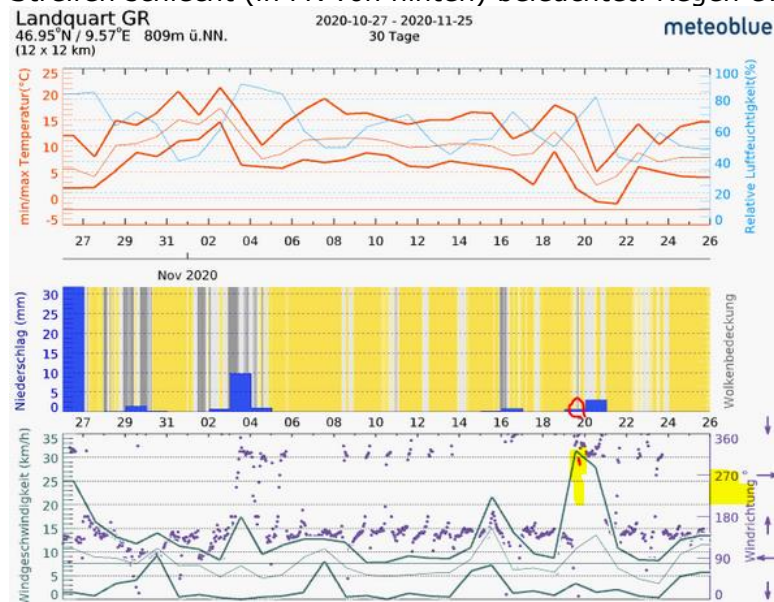 Landquart GR
46.95°N / 9.57°E 809m ü.NN.
(12 x 12 km)
2020-10-27 - 2020-11-25
30 Tage
meteoblue
min/max Temperatur(°C)
25
20
15
10
5
0
-5
Relative Luftfeuchtigkeit(%)
100
80
60
40
20
0
27 29 31 02 04 06 08 10 12 14 16 18 20 22 24 26
Nov 2020
Niederschlag (mm)
30
25
20
15
10
5
0
Wolkenbedeckung
27 29 31 02 04 06 08 10 12 14 16 18 20 22 24 26
Windgeschwindigkeit (km/h)
35
30
25
20
15
10
5
0
Windrichtung °
360
270
180
90
0